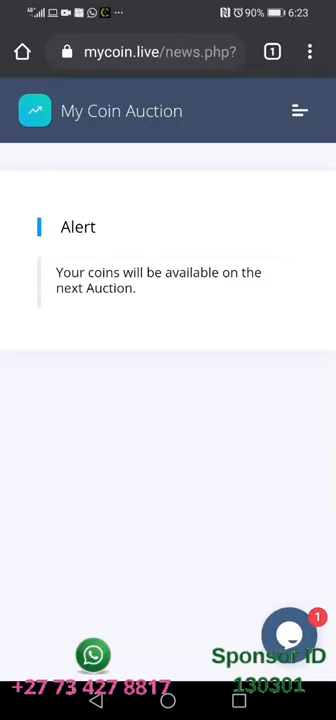 4G+ 90% 6:23
mycoin.live/news.php? 1
My Coin Auction
Alert
Your coins will be available on the
next Auction.
1
Sponsor ID
130301
+27 73 427 8817